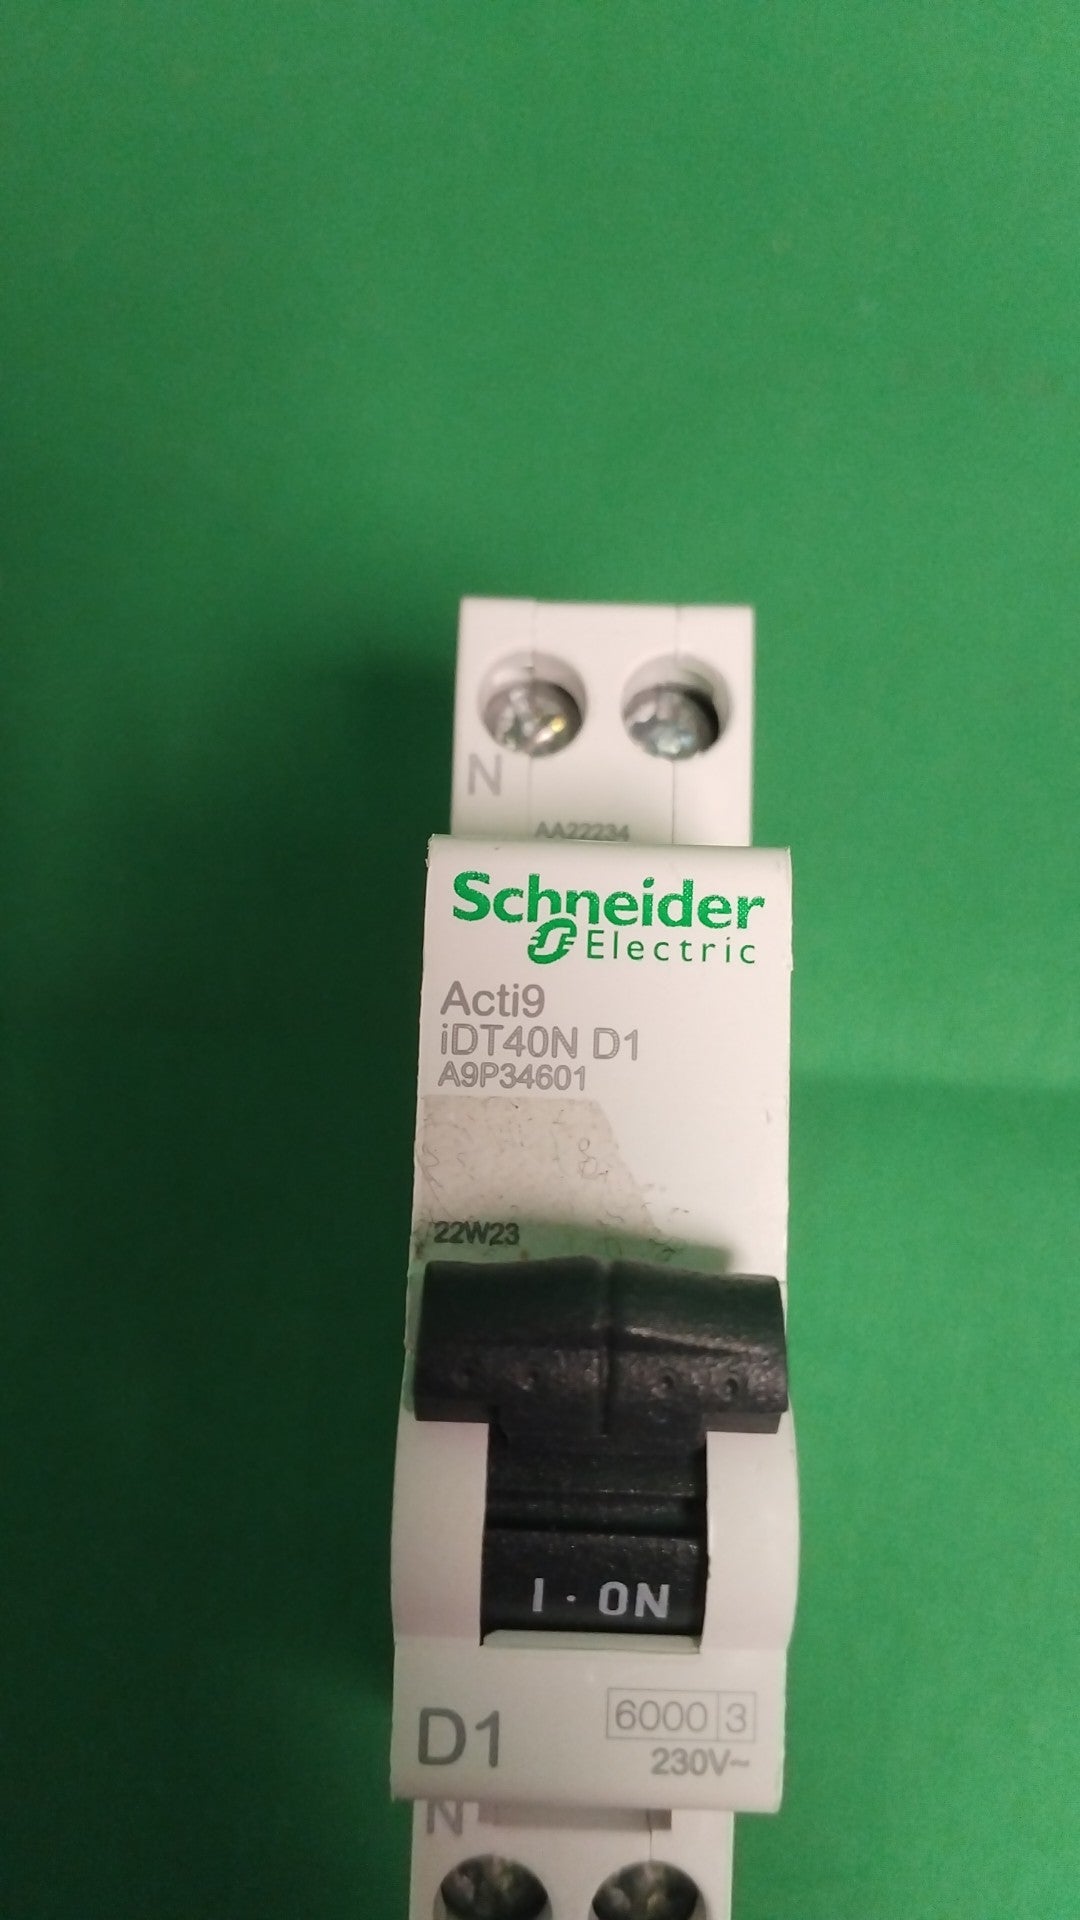 N
AA22234
Schneider
Electric
Acti9
iDT40N D1
A9P34601
22W23
I · ON
D1
6000 3
230V~
N